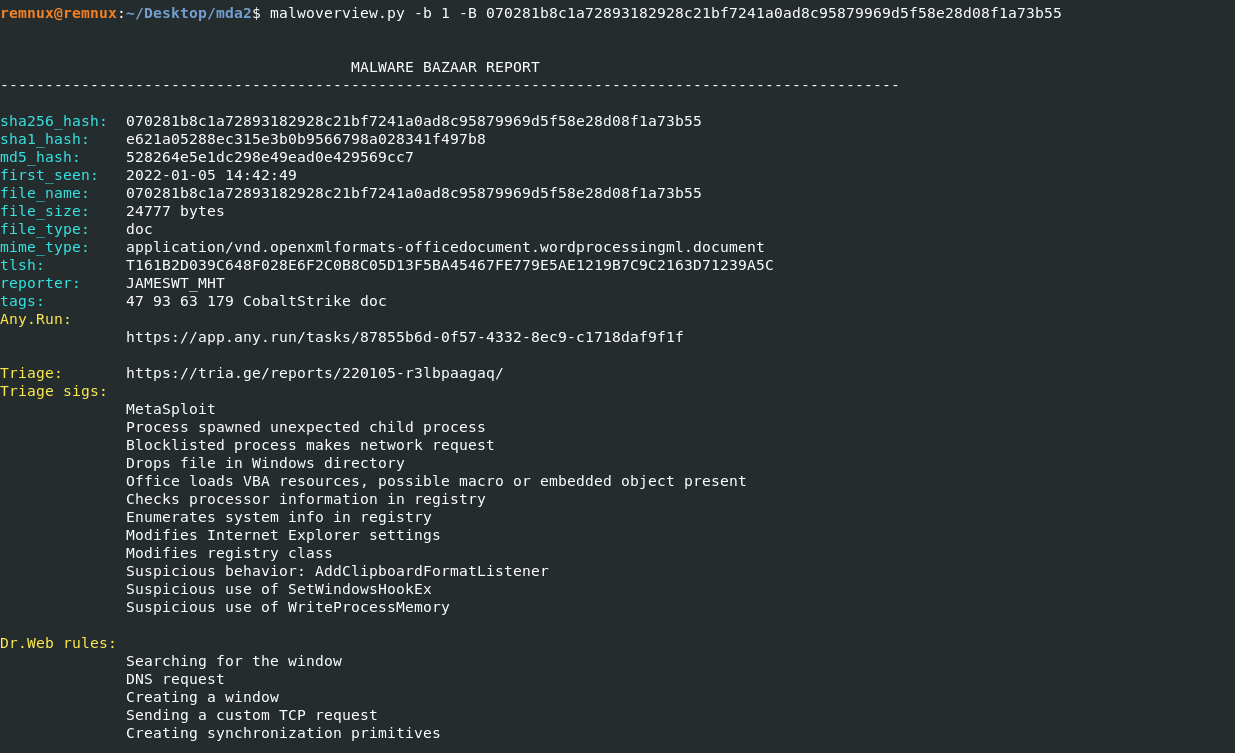 remnux@remnux:~/Desktop/mda2$ malwoverview.py -b 1 -B 070281b8c1a72893182928c21bf7241a0ad8c95879969d5f58e28d08f1a73b55
MALWARE BAZAAR REPORT
----------------------------------------------------------------------------------------------------
sha256_hash: 070281b8c1a72893182928c21bf7241a0ad8c95879969d5f58e28d08f1a73b55
sha1_hash: e621a05288ec315e3b0b9566798a028341f497b8
md5_hash: 528264e5e1dc298e49ead0e429569cc7
first_seen: 2022-01-05 14:42:49
file_name: 070281b8c1a72893182928c21bf7241a0ad8c95879969d5f58e28d08f1a73b55
file_size: 24777 bytes
file_type: doc
mime_type: application/vnd.openxmlformats-officedocument.wordprocessingml.document
tlsh: T161B2D039C648F028E6F2C0B8C05D13F5BA45467FE779E5AE1219B7C9C2163D71239A5C
reporter: JAMESWT_MHT
tags: 47 93 63 179 CobaltStrike doc
Any.Run:
https://app.any.run/tasks/87855b6d-0f57-4332-8ec9-c1718daf9f1f
Triage: https://tria.ge/reports/220105-r3lbpaagaq/
Triage sigs:
MetaSploit
Process spawned unexpected child process
Blocklisted process makes network request
Drops file in Windows directory
Office loads VBA resources, possible macro or embedded object present
Checks processor information in registry
Enumerates system info in registry
Modifies Internet Explorer settings
Modifies registry class
Suspicious behavior: AddClipboardFormatListener
Suspicious use of SetWindowsHookEx
Suspicious use of WriteProcessMemory
Dr.Web rules:
Searching for the window
DNS request
Creating a window
Sending a custom TCP request
Creating synchronization primitives